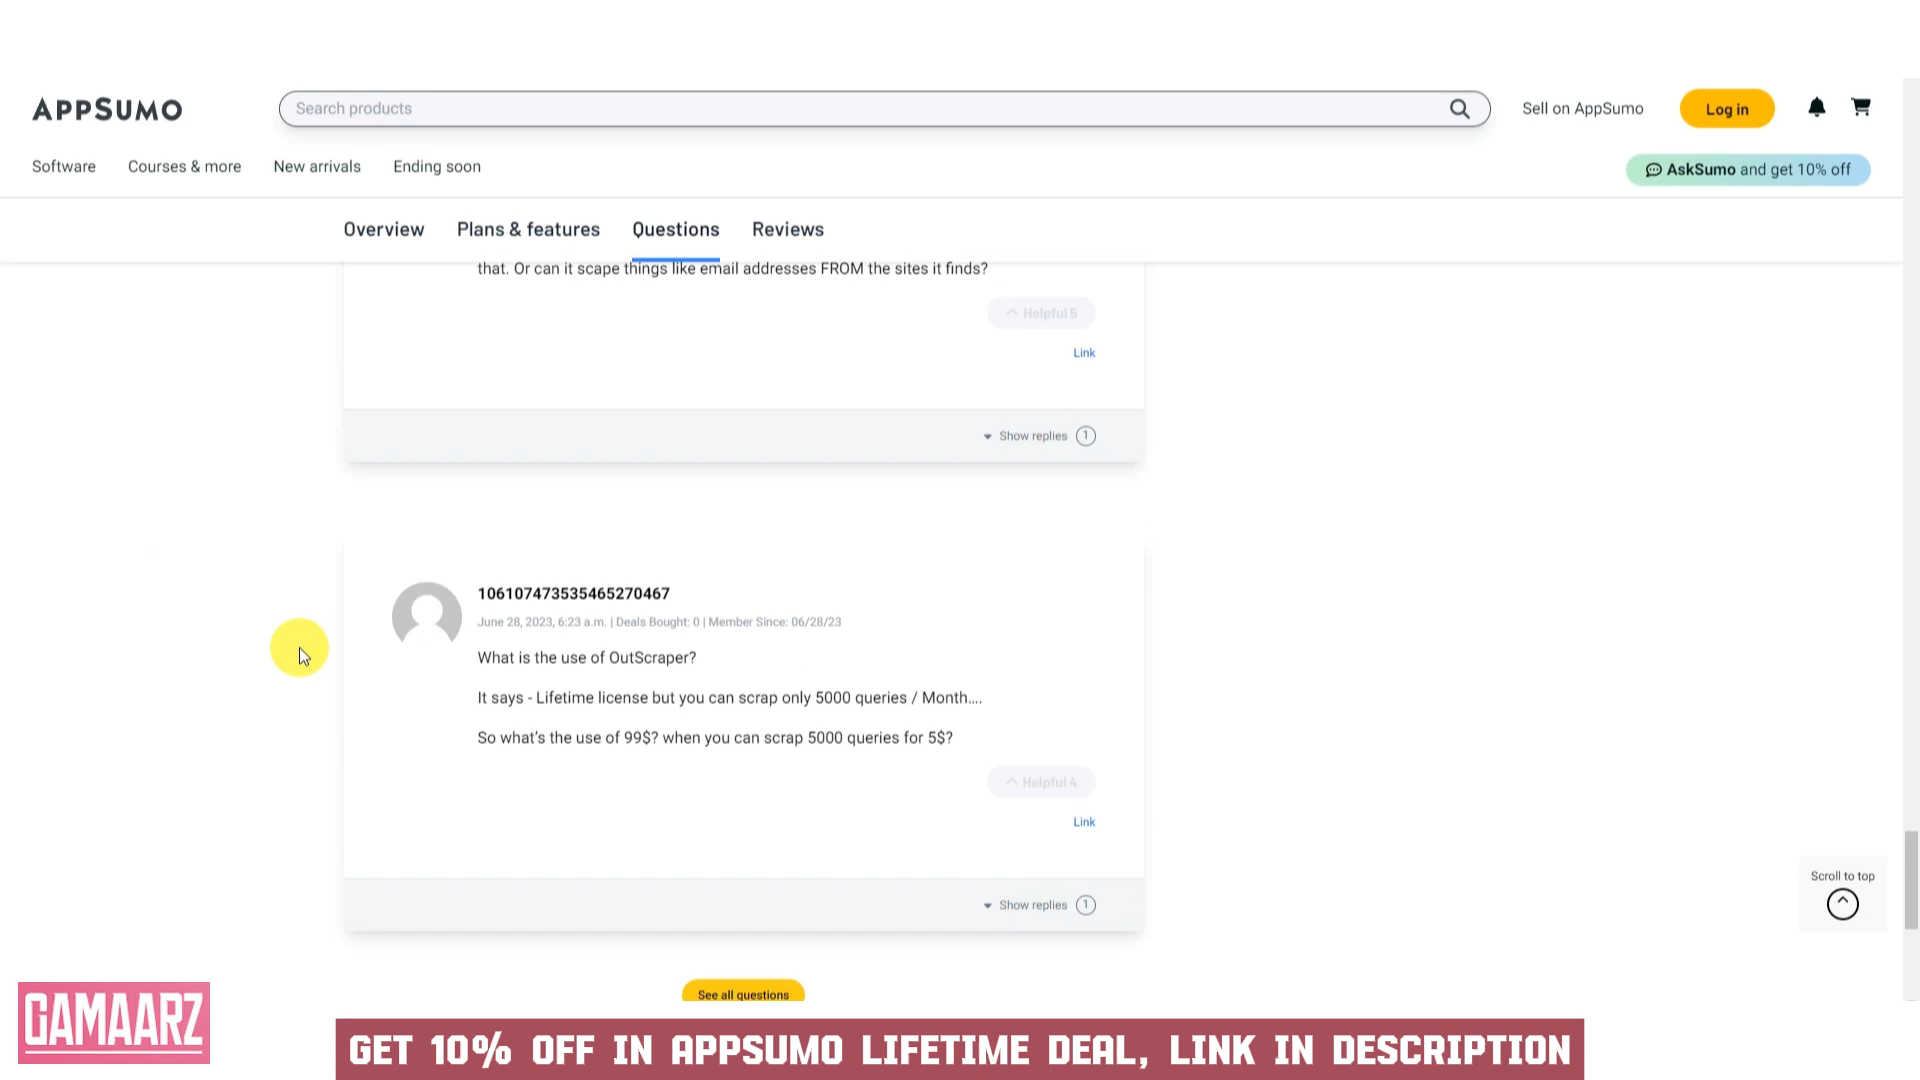 APPSUMO
Search products
Sell on AppSumo
Log in
Software
Courses & more
New arrivals
Ending soon
AskSumo and get 10% off
Overview
Plans & features
Questions
Reviews
that. Or can it scape things like email addresses FROM the sites it finds?
Helpful 5
Link
Show replies 1
106107473535465270467
June 28, 2023, 6:23 a.m. | Deals Bought: 0 | Member Since: 06/28/23
What is the use of OutScraper?
It says - Lifetime license but you can scrap only 5000 queries / Month....
So what's the use of 99$? when you can scrap 5000 queries for 5$?
Helpful 4
Link
Show replies 1
Scroll to top
See all questions
GAMAARZ
GET 10% OFF IN APPSUMO LIFETIME DEAL, LINK IN DESCRIPTION